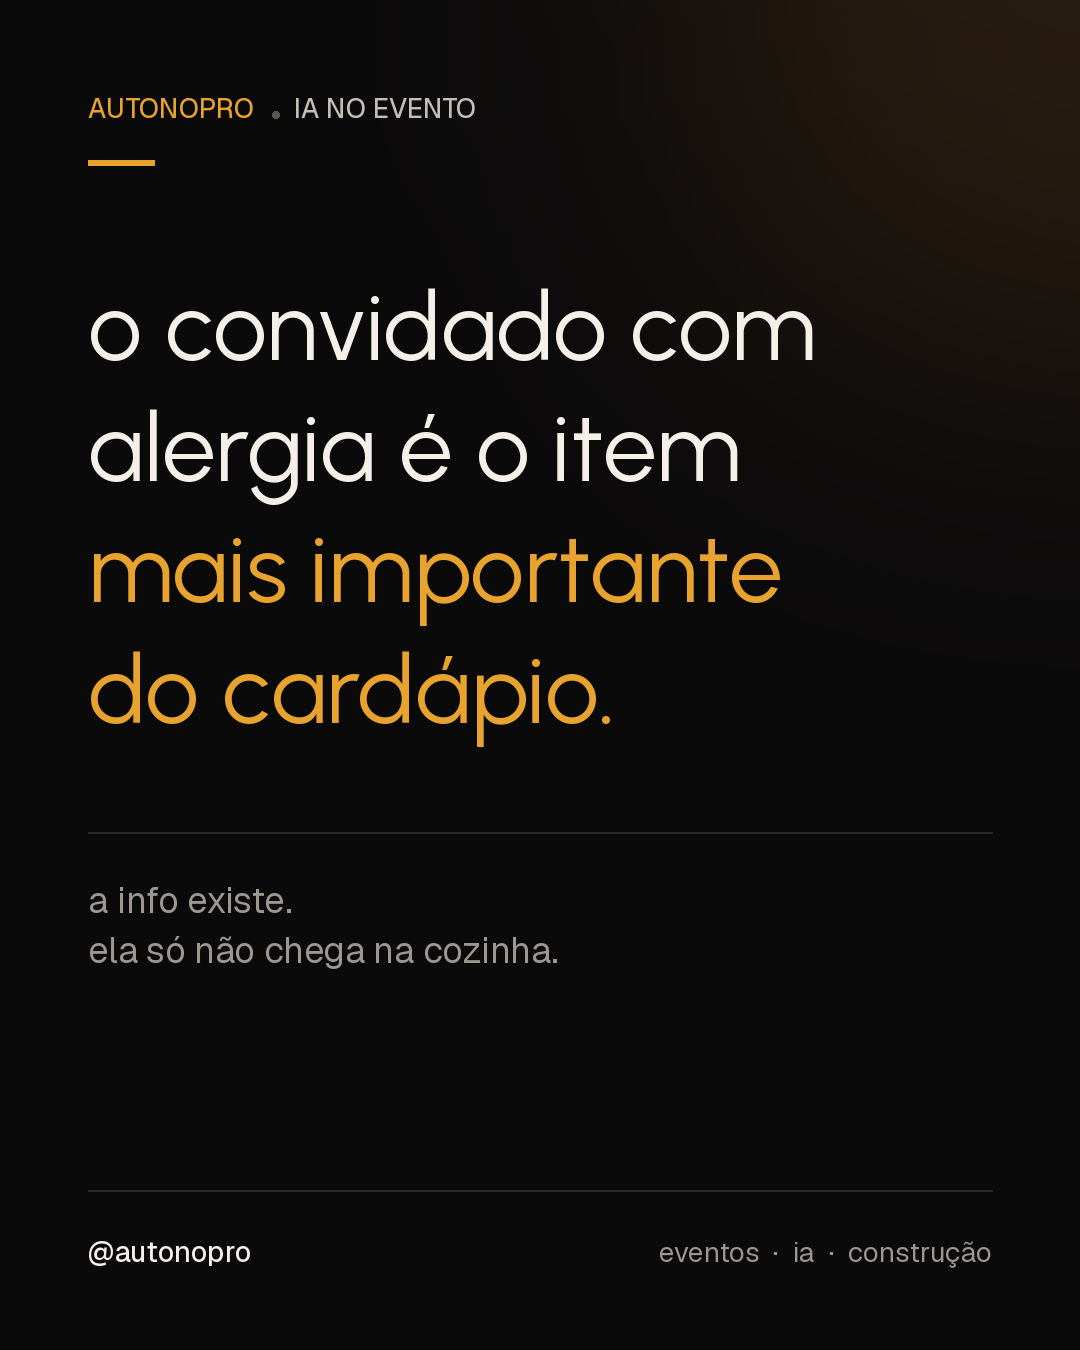 AUTONOPRO • IA NO EVENTO
o convidado com
alergia é o item
mais importante
do cardápio.
a info existe.
ela só não chega na cozinha.
@autonopro
eventos · ia · construção